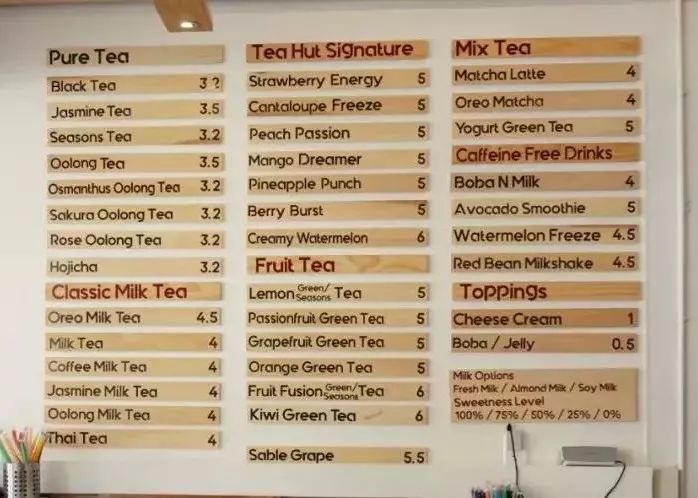 Pure Tea
Black Tea 3.2
Jasmine Tea 3.5
Seasons Tea 3.2
Oolong Tea 3.5
Osmanthus Oolong Tea 3.2
Sakura Oolong Tea 3.2
Rose Oolong Tea 3.2
Hojicha 3.2
Classic Milk Tea
Oreo Milk Tea 4.5
Milk Tea 4
Coffee Milk Tea 4
Jasmine Milk Tea 4
Oolong Milk Tea 4
Thai Tea 4
Tea Hut Signature
Strawberry Energy 5
Cantaloupe Freeze 5
Peach Passion 5
Mango Dreamer 5
Pineapple Punch 5
Berry Burst 5
Creamy Watermelon 6
Fruit Tea
Lemon Green/Seasons Tea 5
Passionfruit Green Tea 5
Grapefruit Green Tea 5
Orange Green Tea 5
Fruit Fusion Green/Seasons Tea 6
Kiwi Green Tea 6
Sable Grape 5.5
Mix Tea
Matcha Latte 4
Oreo Matcha 4
Yogurt Green Tea 5
Caffeine Free Drinks
Boba N Milk 4
Avocado Smoothie 5
Watermelon Freeze 4.5
Red Bean Milkshake 4.5
Toppings
Cheese Cream 1
Boba / Jelly 0.5
Milk Options
Fresh Milk / Almond Milk / Soy Milk
Sweetness Level
100% / 75% / 50% / 25% / 0%